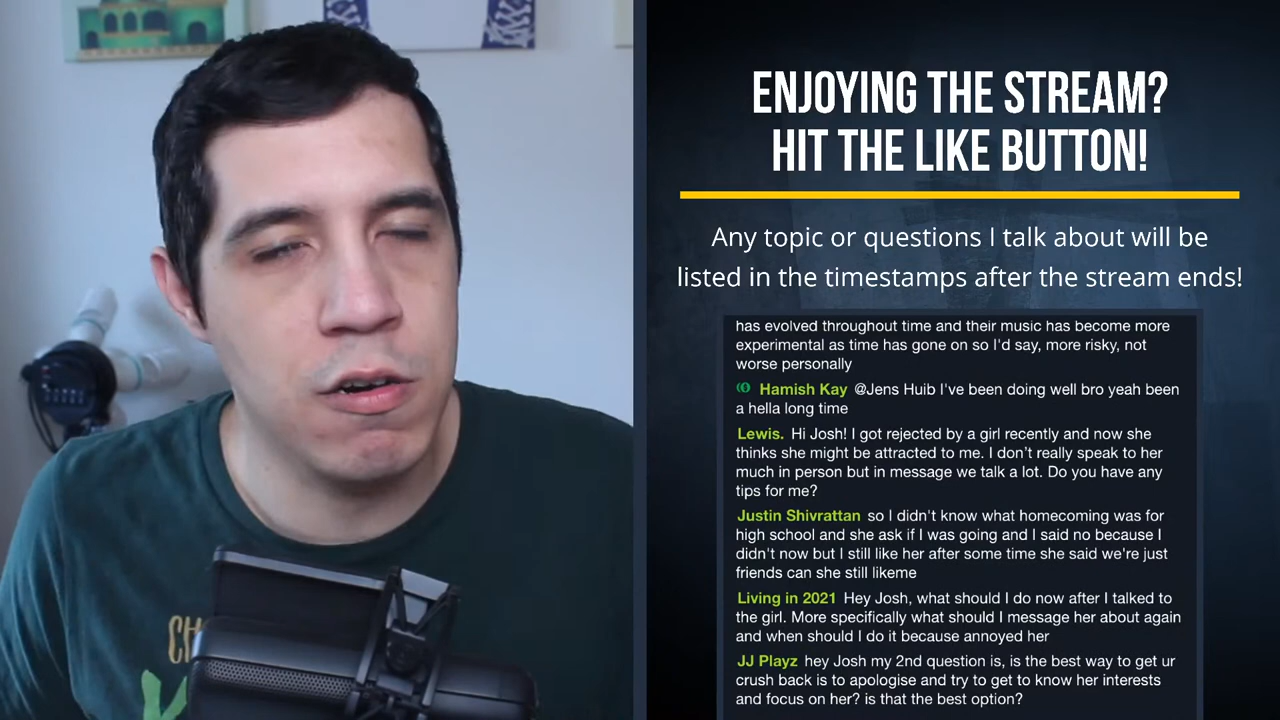 ENJOYING THE STREAM?
HIT THE LIKE BUTTON!
Any topic or questions I talk about will be
listed in the timestamps after the stream ends!
has evolved throughout time and their music has become more
experimental as time has gone on so I'd say, more risky, not
worse personally
Hamish Kay @Jens Huib I've been doing well bro yeah been
a hella long time
Lewis. Hi Josh! I got rejected by a girl recently and now she
thinks she might be attracted to me. I don't really speak to her
much in person but in message we talk a lot. Do you have any
tips for me?
Justin Shivrattan so I didn't know what homecoming was for
high school and she ask if I was going and I said no because I
didn't now but I still like her after some time she said we're just
friends can she still likeme
Living in 2021 Hey Josh, what should I do now after I talked to
the girl. More specifically what should I message her about again
and when should I do it because annoyed her
JJ Playz hey Josh my 2nd question is, is the best way to get ur
crush back is to apologise and try to get to know her interests
and focus on her? is that the best option?